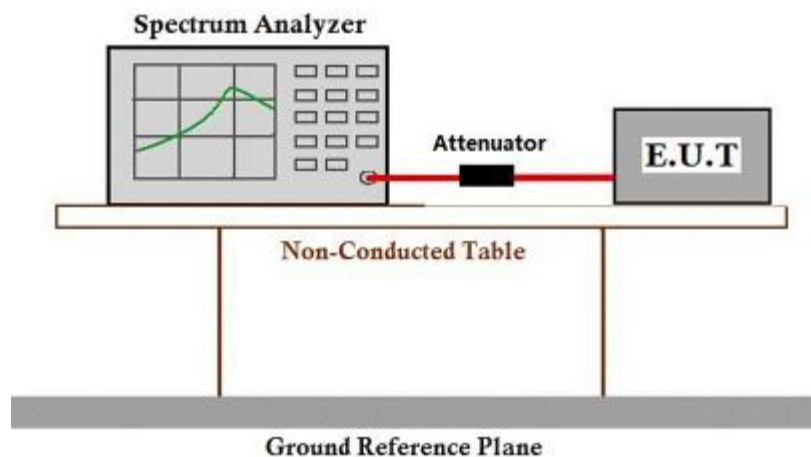 Spectrum Analyzer
Attenuator
E.U.T
Non-Conducted Table
Ground Reference Plane